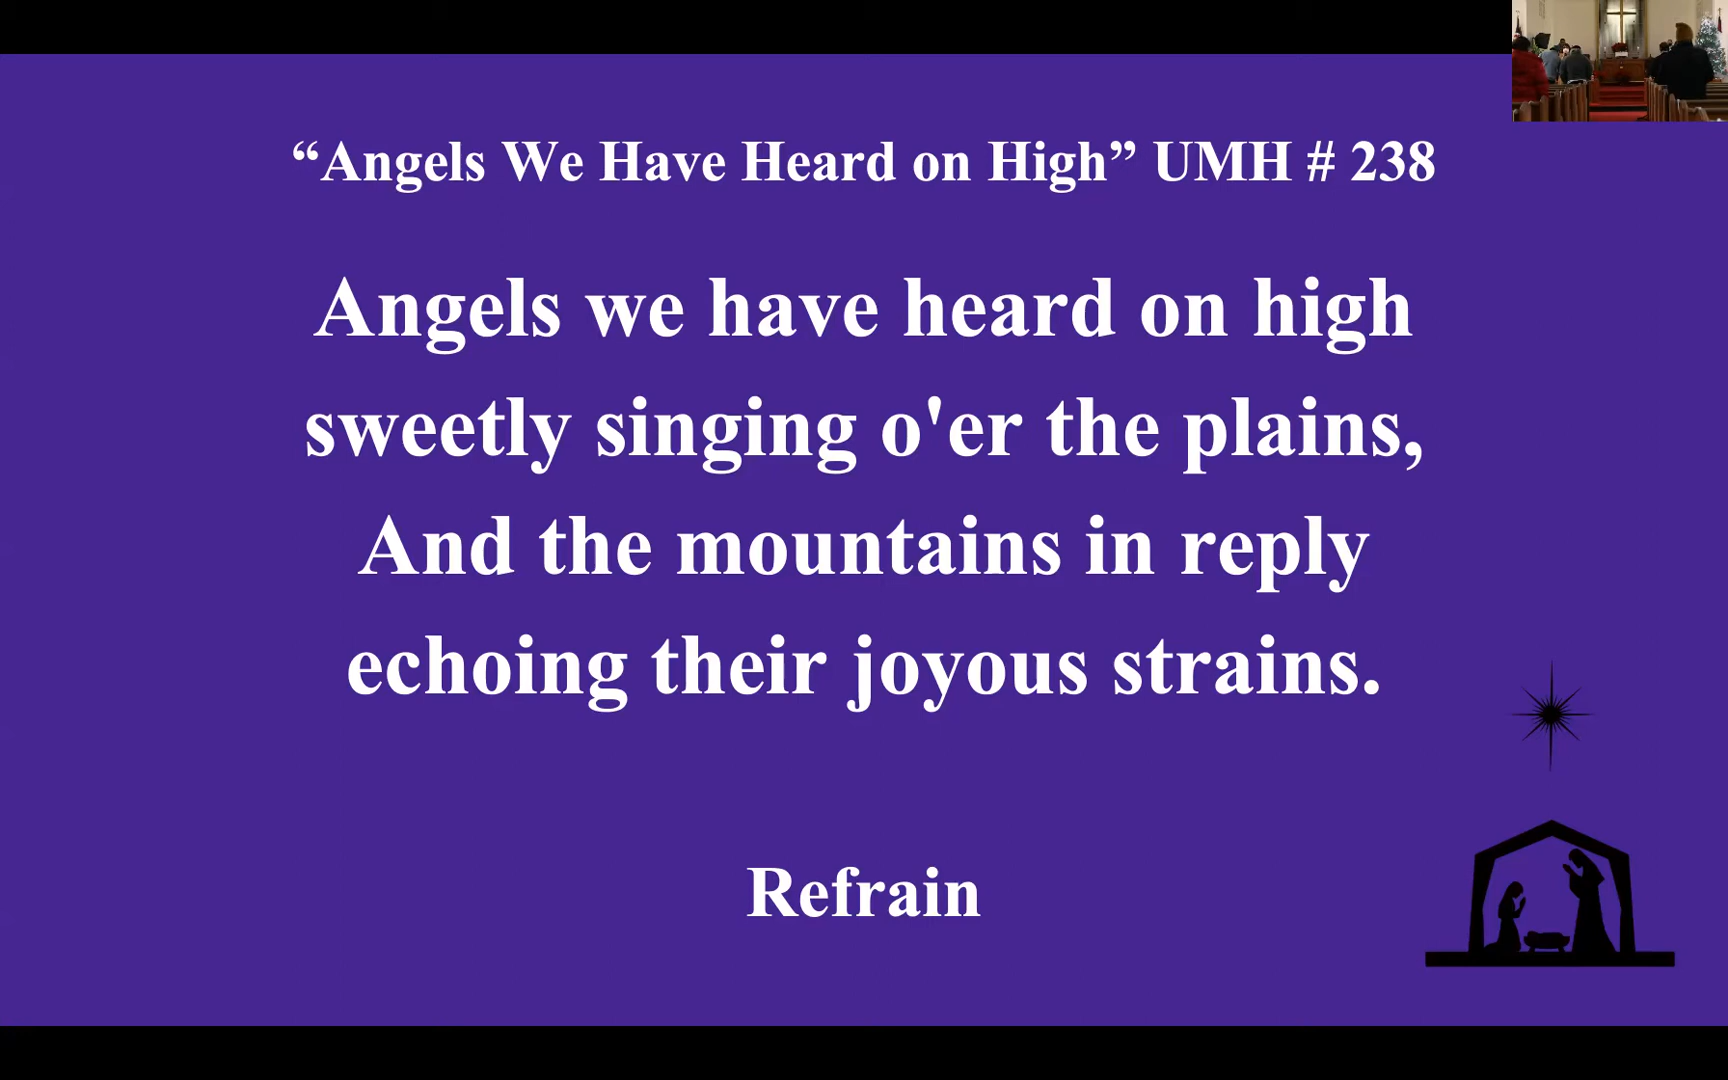 “Angels We Have Heard on High” UMH # 238
Angels we have heard on high
sweetly singing o'er the plains,
And the mountains in reply
echoing their joyous strains.
Refrain